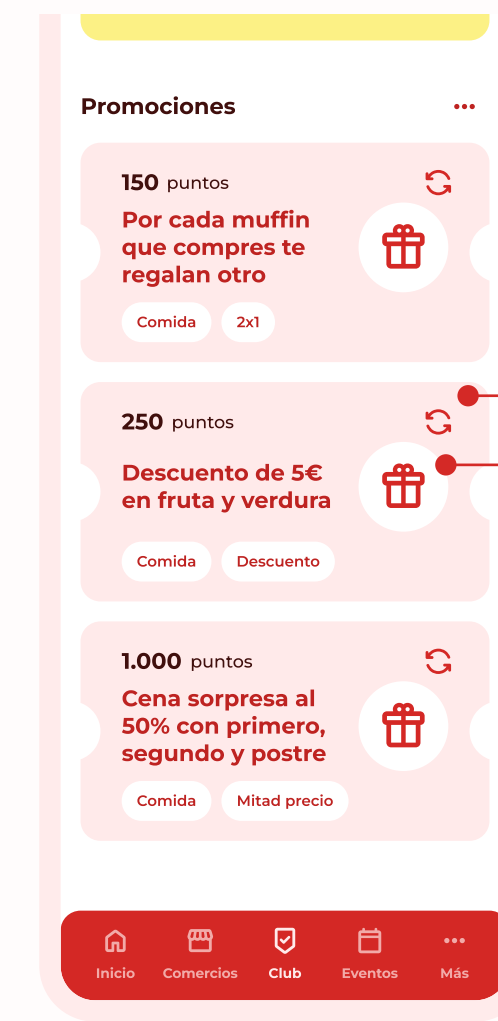 Promociones
150 puntos
Por cada muffin
que compres te
regalan otro
Comida 2x1
250 puntos
Descuento de 5€
en fruta y verdura
Comida Descuento
1.000 puntos
Cena sorpresa al
50% con primero,
segundo y postre
Comida Mitad precio
Inicio Comercios Club Eventos Más